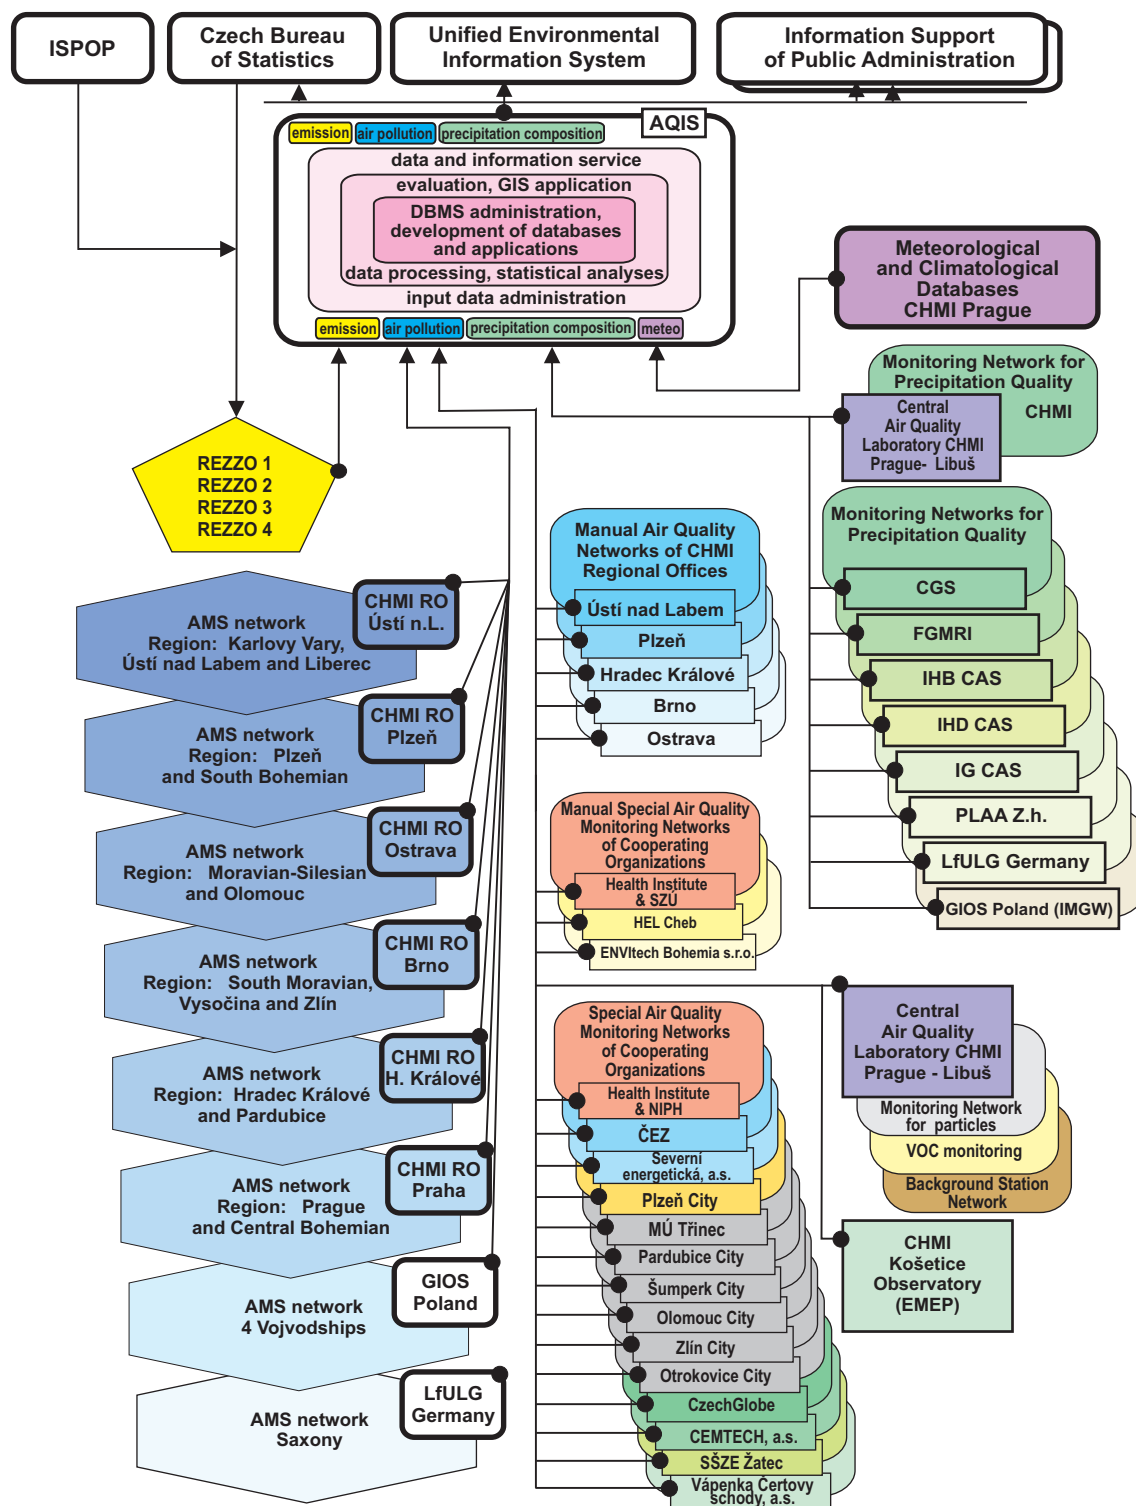 ISPOP
Czech Bureau
of Statistics
Unified Environmental
Information System
Information Support
of Public Administration
AQIS
emission
air pollution
precipitation composition
data and information service
evaluation, GIS application
DBMS administration,
development of databases
and applications
data processing, statistical analyses
input data administration
emission
air pollution
precipitation composition
meteo
Meteorological
and Climatological
Databases
CHMI Prague
Monitoring Network for
Precipitation Quality
CHMI
Central
Air Quality
Laboratory CHMI
Prague- Libuš
REZZO 1
REZZO 2
REZZO 3
REZZO 4
Monitoring Networks for
Precipitation Quality
CGS
FGMRI
IHB CAS
IHD CAS
IG CAS
PLAA Z.h.
LfULG Germany
GIOS Poland (IMGW)
Manual Air Quality
Networks of CHMI
Regional Offices
Ústí nad Labem
Plzeň
Hradec Králové
Brno
Ostrava
CHMI RO
Ústí n.L.
AMS network
Region: Karlovy Vary,
Ústí nad Labem and Liberec
CHMI RO
Plzeň
AMS network
Region: Plzeň
and South Bohemian
CHMI RO
Ostrava
AMS network
Region: Moravian-Silesian
and Olomouc
CHMI RO
Brno
AMS network
Region: South Moravian,
Vysočina and Zlín
CHMI RO
H. Králové
AMS network
Region: Hradec Králové
and Pardubice
CHMI RO
Praha
AMS network
Region: Prague
and Central Bohemian
GIOS
Poland
AMS network
4 Vojvodships
LfULG
Germany
AMS network
Saxony
Manual Special Air Quality
Monitoring Networks
of Cooperating
Organizations
Health Institute
& SZÚ
HEL Cheb
ENVItech Bohemia s.r.o.
Special Air Quality
Monitoring Networks
of Cooperating
Organizations
Health Institute
& NIPH
ČEZ
Severní
energetická, a.s.
Plzeň City
MÚ Třinec
Pardubice City
Šumperk City
Olomouc City
Zlín City
Otrokovice City
CzechGlobe
CEMTECH, a.s.
SŠZE Žatec
Vápenka Čertovy
schody, a.s.
Central
Air Quality
Laboratory CHMI
Prague - Libuš
Monitoring Network
for particles
VOC monitoring
Background Station
Network
CHMI
Košetice
Observatory
(EMEP)